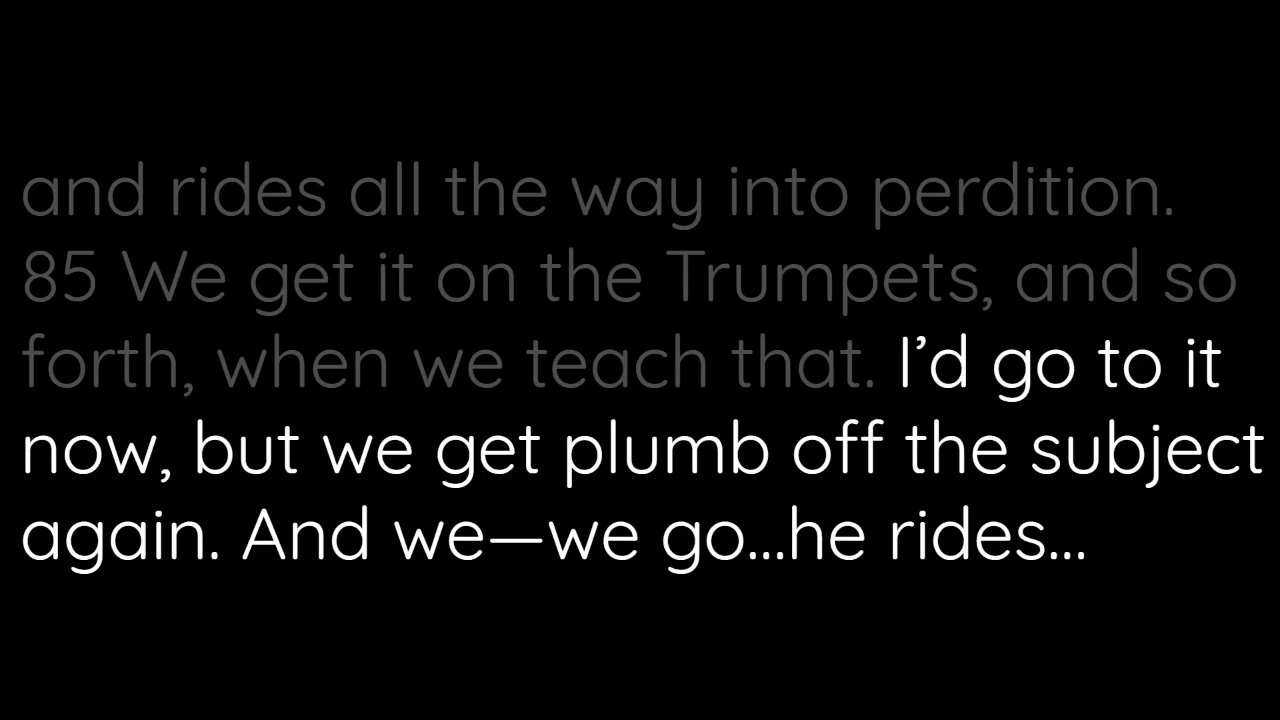 and rides all the way into perdition.
85 We get it on the Trumpets, and so
forth, when we teach that. I’d go to it
now, but we get plumb off the subject
again. And we—we go...he rides...